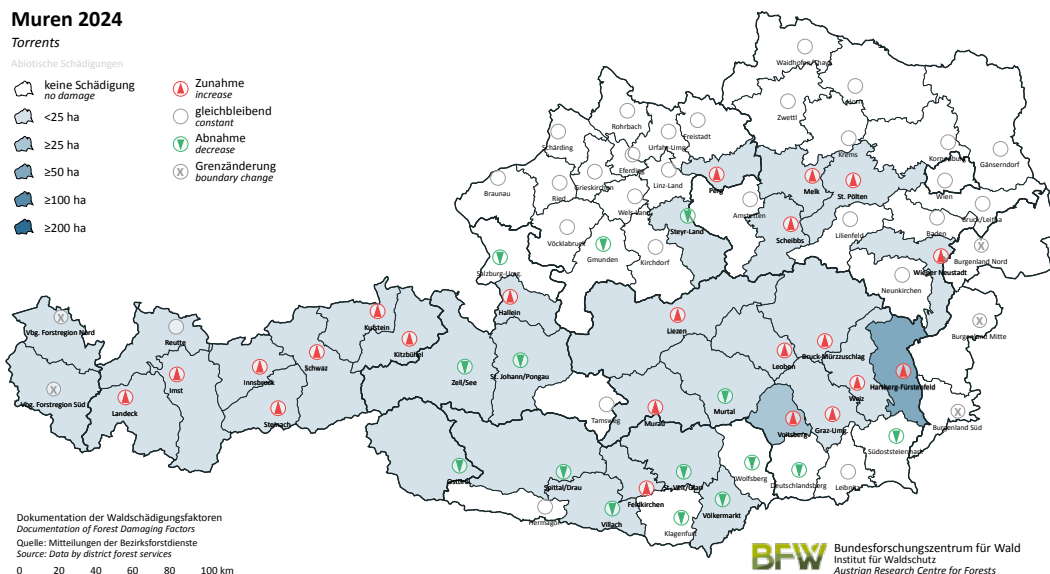 Muren 2024
Torrents
Abiotische Schädigungen
keine Schädigung
no damage
<25 ha
≥25 ha
≥50 ha
≥100 ha
≥200 ha
Zunahme
increase
gleichbleibend
constant
Abnahme
decrease
Grenzänderung
boundary change
Waidhofen/Thaya
Horn
Zwettl
Rohrbach
Freistadt
Schärding
Urfahr-Umg.
Krems
Korneuburg
Gänserndorf
Eferding
Grieskirchen
Linz-Land
Braunau
Ried
Perg
Melk
St. Pölten
Wien
Wels-Land
Amstetten
Bruck/Leitha
Steyr-Land
Scheibbs
Lilienfeld
Baden
Vöcklabruck
Gmunden
Kirchdorf
Burgenland Nord
Salzburg-Umg.
Wiener Neustadt
Neunkirchen
Hallein
Kufstein
Liezen
Vbg. Forstregion Nord
Reutte
Kitzbühel
Bruck-Mürzzuschlag
Burgenland Mitte
Schwaz
Leoben
Imst
Innsbruck
Zell/See
St. Johann/Pongau
Hartberg-Fürstenfeld
Vbg. Forstregion Süd
Landeck
Steinach
Tamsweg
Murau
Murtal
Weiz
Voitsberg
Graz-Umg.
Burgenland Süd
Südoststeiermark
Osttirol
Spittal/Drau
St. Veit/Glan
Wolfsberg
Deutschlandsberg
Leibnitz
Feldkirchen
Hermagor
Villach
Klagenfurt
Völkermarkt
Dokumentation der Waldschädigungsfaktoren
Documentation of Forest Damaging Factors
Quelle: Mitteilungen der Bezirksforstdienste
Source: Data by district forest services
0 20 40 60 80 100 km
BFW
Bundesforschungszentrum für Wald
Institut für Waldschutz
Austrian Research Centre for Forests